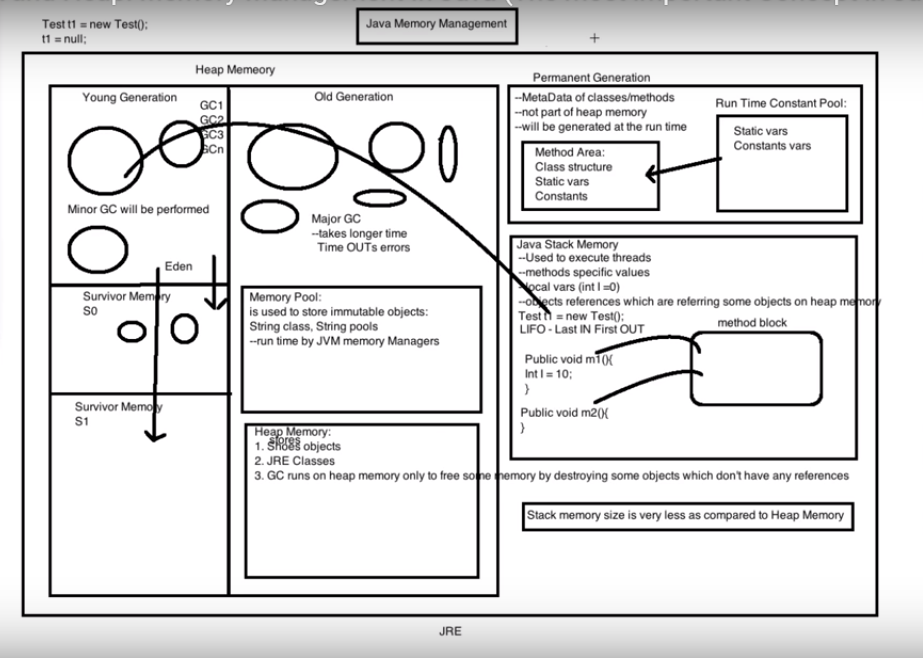 Test t1 = new Test();
t1 = null;
Java Memory Management
Heap Memeory
Young Generation
GC1
GC2
GC3
GCn
Minor GC will be performed
Eden
Survivor Memory
S0
Survivor Memory
S1
Old Generation
Major GC
--takes longer time
Time OUTs errors
Memory Pool:
is used to store immutable objects:
String class, String pools
--run time by JVM memory Managers
Heap Memory:
stores
1. Shoes objects
2. JRE Classes
3. GC runs on heap memory only to free some memory by destroying some objects which don't have any references
Permanent Generation
--MetaData of classes/methods
--not part of heap memory
--will be generated at the run time
Method Area:
Class structure
Static vars
Constants
Run Time Constant Pool:
Static vars
Constants vars
Java Stack Memory
--Used to execute threads
--methods specific values
--local vars (int I =0)
--objects references which are referring some objects on heap memory
Test t1 = new Test();
LIFO - Last IN First OUT
method block
Public void m1(){
Int I = 10;
}
Public void m2(){
}
Stack memory size is very less as compared to Heap Memory
JRE